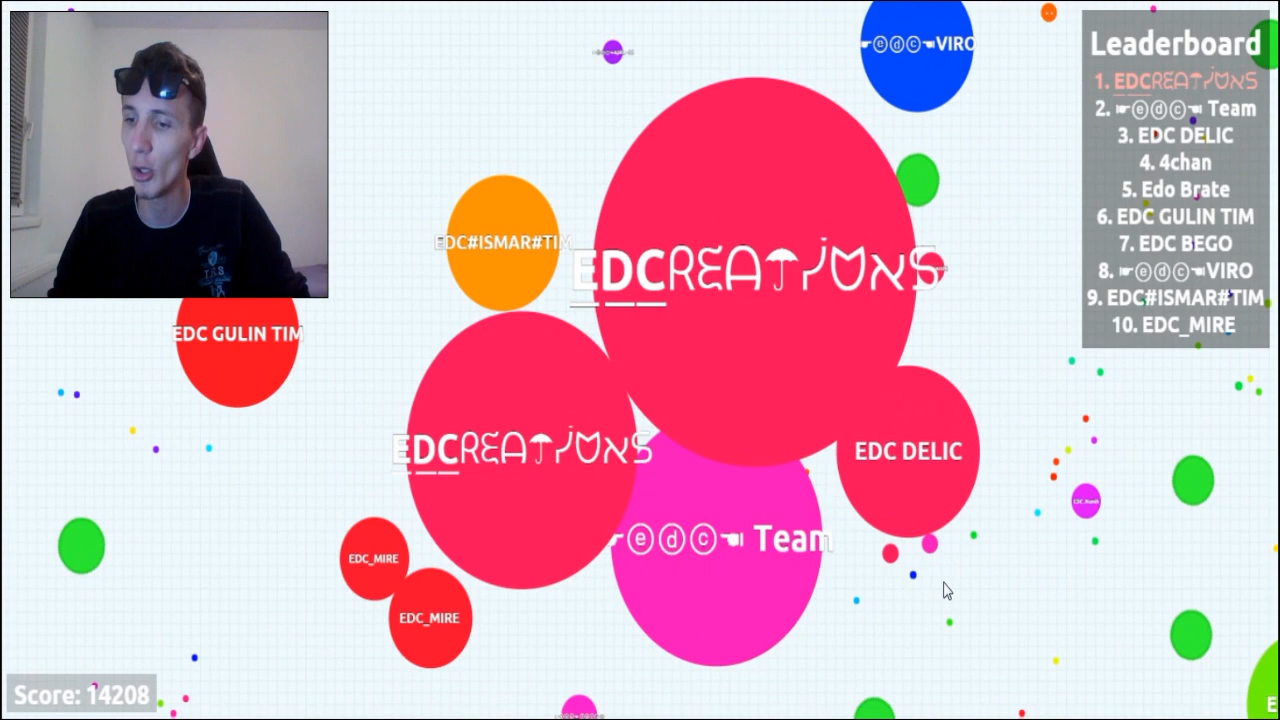 ☛ⓔⓓⓒ☚VIRO
Leaderboard
1. EDCREATIONS
2. ☛ⓔⓓⓒ☚ Team
3. EDC DELIC
4. 4chan
5. Edo Brate
6. EDC GULIN TIM
7. EDC BEGO
8. ☛ⓔⓓⓒ☚VIRO
9. EDC#ISMAR#TIM
10. EDC_MIRE
EDC#ISMAR#TIM
EDCREATIONS
EDC GULIN TIM
EDCREATIONS
EDC DELIC
☛ⓔⓓⓒ☚ Team
EDC_MIRE
EDC_MIRE
Score: 14208